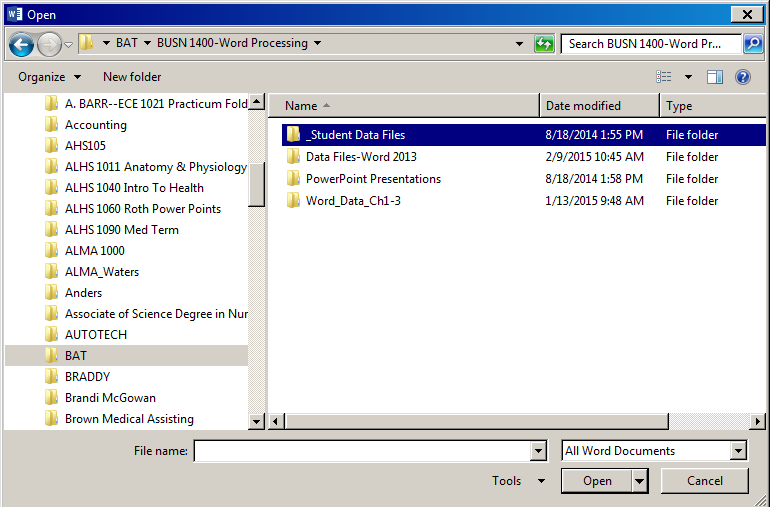 Open
BAT BUSN 1400-Word Processing
Search BUSN 1400-Word Pr...
Organize New folder
A. BARR--ECE 1021 Practicum Fold
Accounting
AHS105
ALHS 1011 Anatomy & Physiology
ALHS 1040 Intro To Health
ALHS 1060 Roth Power Points
ALHS 1090 Med Term
ALMA 1000
ALMA_Waters
Anders
Associate of Science Degree in Nur
AUTOTECH
BAT
BRADDY
Brandi McGowan
Brown Medical Assisting
Name Date modified Type
_Student Data Files 8/18/2014 1:55 PM File folder
Data Files-Word 2013 2/9/2015 10:45 AM File folder
PowerPoint Presentations 8/18/2014 1:58 PM File folder
Word_Data_Ch1-3 1/13/2015 9:48 AM File folder
File name: All Word Documents
Tools Open Cancel